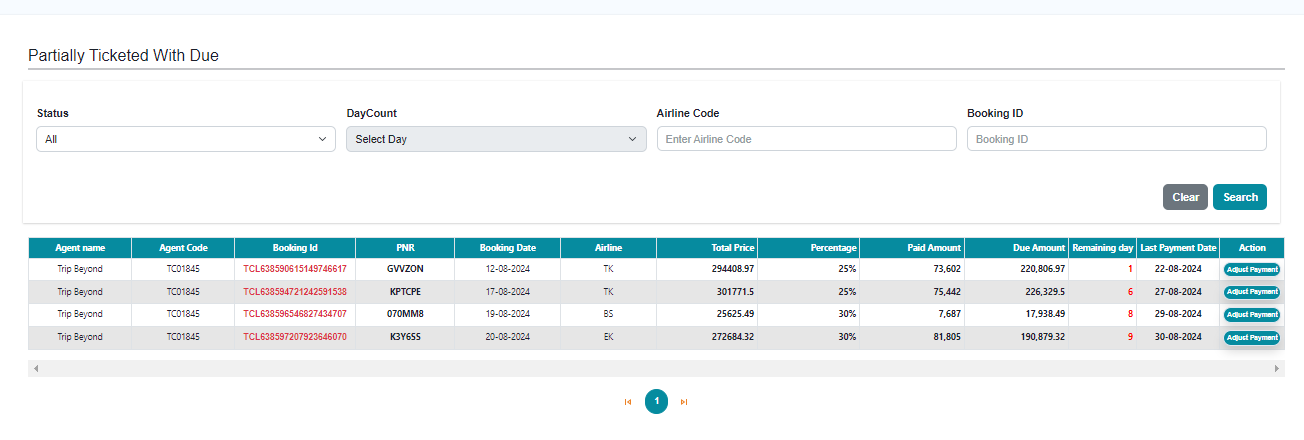 Partially Ticketed With Due
Status DayCount Airline Code Booking ID
All Select Day Enter Airline Code Booking ID
Clear Search
Agent name Agent Code Booking Id PNR Booking Date Airline Total Price Percentage Paid Amount Due Amount Remaining day Last Payment Date Action
Trip Beyond TC01845 TCL638590615149746617 GVVZON 12-08-2024 TK 294408.97 25% 73,602 220,806.97 1 22-08-2024 Adjust Payment
Trip Beyond TC01845 TCL638594721242591538 KPTCPE 17-08-2024 TK 301771.5 25% 75,442 226,329.5 6 27-08-2024 Adjust Payment
Trip Beyond TC01845 TCL638596546827434707 070MM8 19-08-2024 BS 25625.49 30% 7,687 17,938.49 8 29-08-2024 Adjust Payment
Trip Beyond TC01845 TCL638597207923646070 K3Y6S5 20-08-2024 EK 272684.32 30% 81,805 190,879.32 9 30-08-2024 Adjust Payment
1